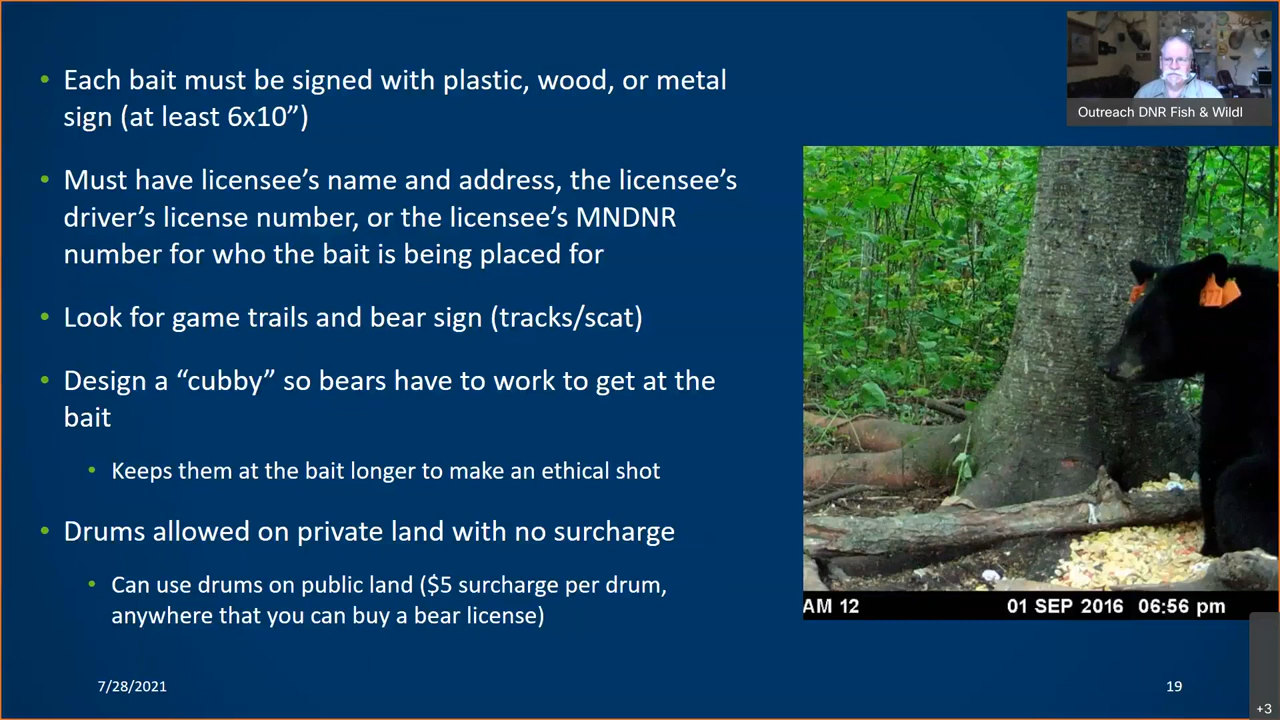 Outreach DNR Fish & Wildl
• Each bait must be signed with plastic, wood, or metal
sign (at least 6x10”)
• Must have licensee’s name and address, the licensee’s
driver’s license number, or the licensee’s MNDNR
number for who the bait is being placed for
• Look for game trails and bear sign (tracks/scat)
• Design a “cubby” so bears have to work to get at the
bait
• Keeps them at the bait longer to make an ethical shot
• Drums allowed on private land with no surcharge
• Can use drums on public land ($5 surcharge per drum,
anywhere that you can buy a bear license)
AM 12 01 SEP 2016 06:56 pm
7/28/2021
19
+3